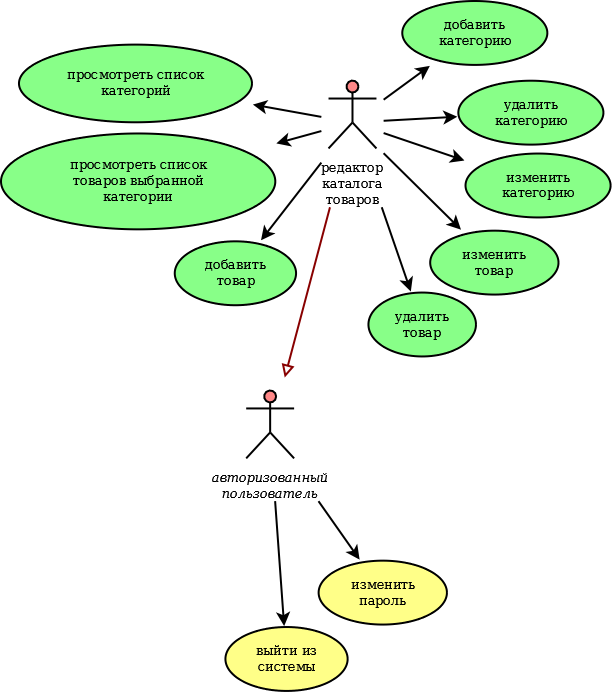 добавить
категорию
просмотреть список
категорий
удалить
категорию
просмотреть список
товаров выбранной
категории
редактор
каталога
товаров
изменить
категорию
добавить
товар
изменить
товар
удалить
товар
авторизованный
пользователь
изменить
пароль
выйти из
системы